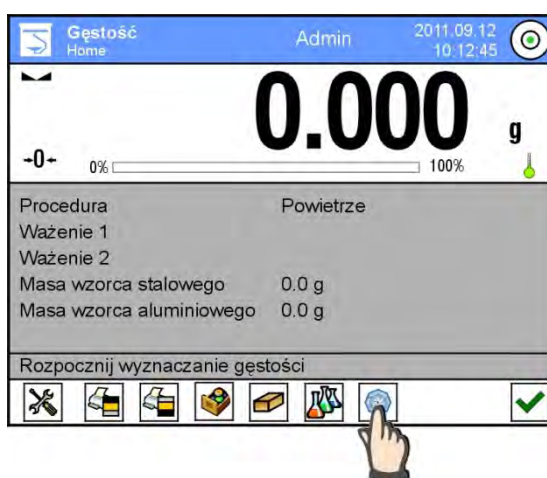 Gęstość
Home
Admin
2011.09.12
10:12:45
0.000 g
→0← 0% 100%
Procedura Powietrze
Ważenie 1
Ważenie 2
Masa wzorca stalowego 0.0 g
Masa wzorca aluminiowego 0.0 g
Rozpocznij wyznaczanie gęstości